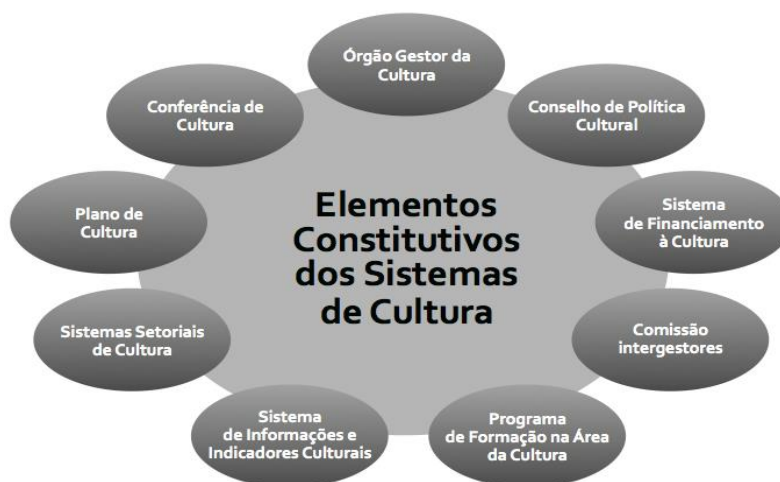 Órgão Gestor da
Cultura
Conferência de
Cultura
Conselho de Política
Cultural
Plano de
Cultura
Elementos
Constitutivos
dos Sistemas
de Cultura
Sistema
de Financiamento
à Cultura
Sistemas Setoriais
de Cultura
Comissão
intergestores
Sistema
de Informações e
Indicadores Culturais
Programa
de Formação na Área
da Cultura